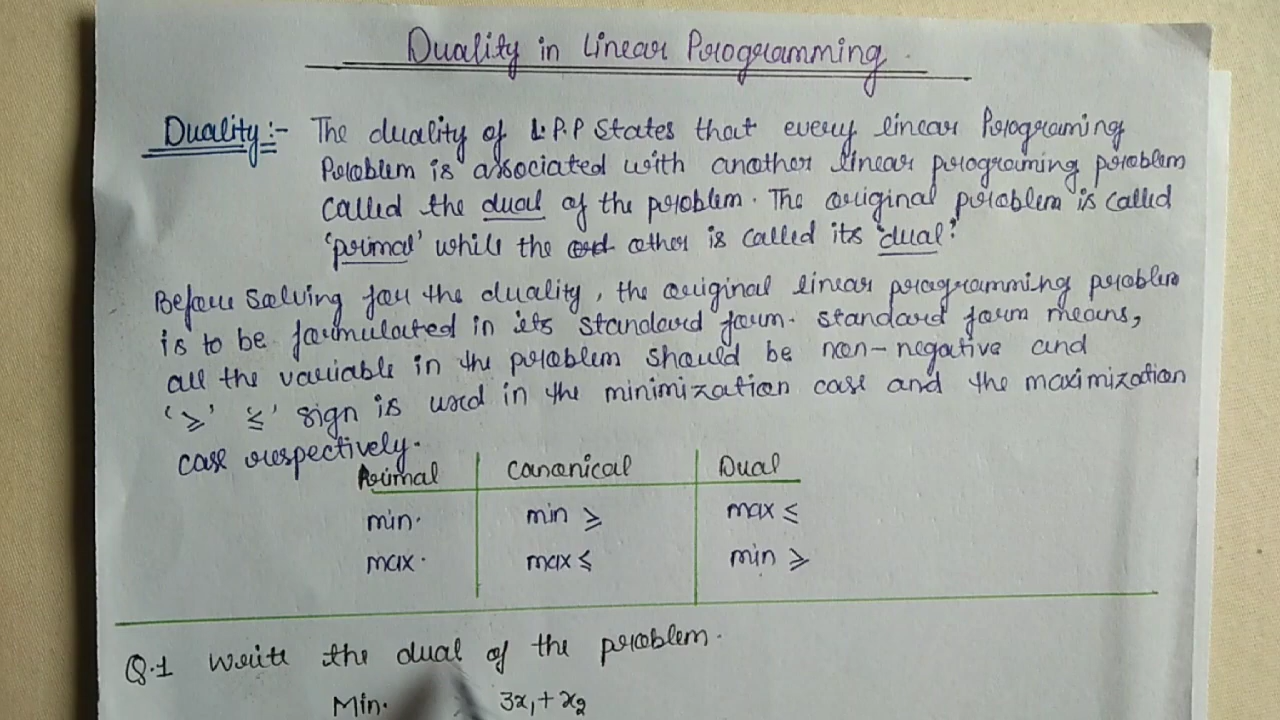 Duality in Linear Programming.
Duality:- The duality of L.P.P States that every linear Programing
Problem is associated with another linear programing problem
called the dual of the problem. The original problem is called
'primal' while the other is called its 'dual'.
Before Solving for the duality, the original linear programming problem
is to be formulated in its standard form. standard form means,
all the variable in the problem should be non-negative and
'≥' '≤' sign is used in the minimization case and the maximization
case respectively.
Primal Canonical Dual
min. min ≥ max ≤
max. max ≤ min ≥
Q.1 Write the dual of the problem.
Min. 3x₁+x₂